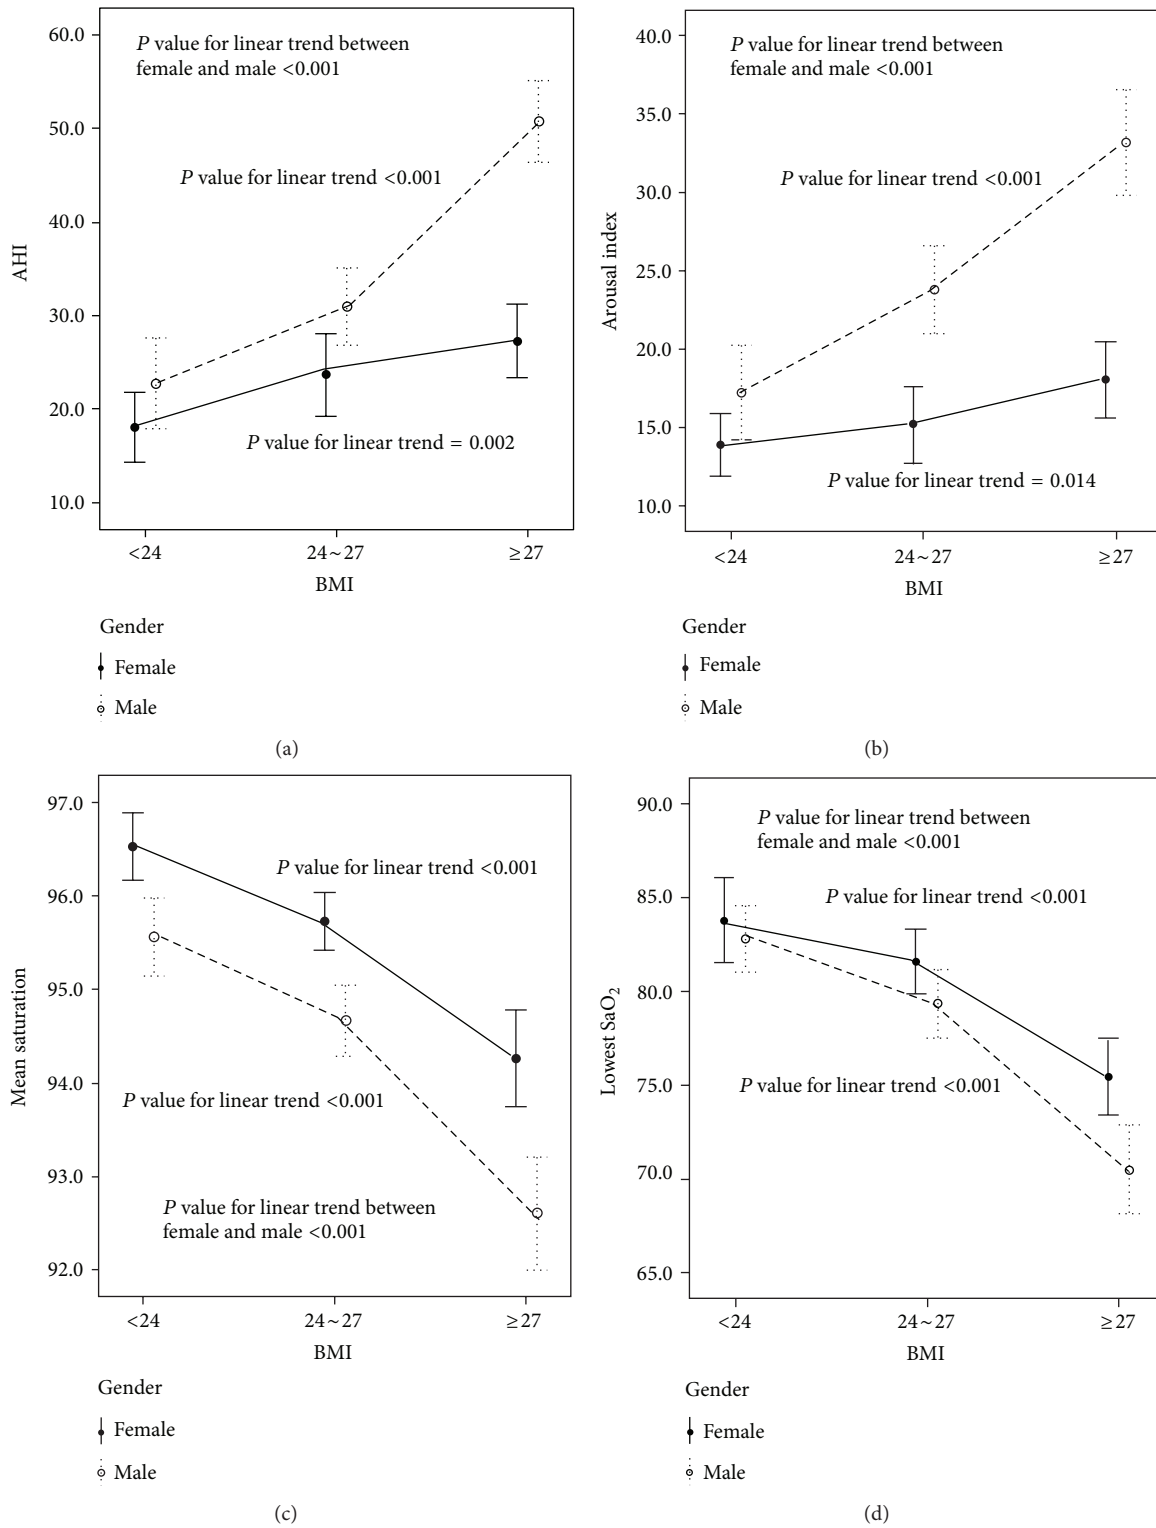 60.0
50.0
40.0
30.0
20.0
10.0
AHI
P value for linear trend between
female and male <0.001
P value for linear trend <0.001
P value for linear trend = 0.002
<24
24~27
≥27
BMI
Gender
Female
Male
(a)
40.0
35.0
30.0
25.0
20.0
15.0
10.0
Arousal index
P value for linear trend between
female and male <0.001
P value for linear trend <0.001
P value for linear trend = 0.014
<24
24~27
≥27
BMI
Gender
Female
Male
(b)
97.0
96.0
95.0
94.0
93.0
92.0
Mean saturation
P value for linear trend <0.001
P value for linear trend <0.001
P value for linear trend between
female and male <0.001
<24
24~27
≥27
BMI
Gender
Female
Male
(c)
90.0
85.0
80.0
75.0
70.0
65.0
Lowest SaO₂
P value for linear trend between
female and male <0.001
P value for linear trend <0.001
P value for linear trend <0.001
<24
24~27
≥27
BMI
Gender
Female
Male
(d)